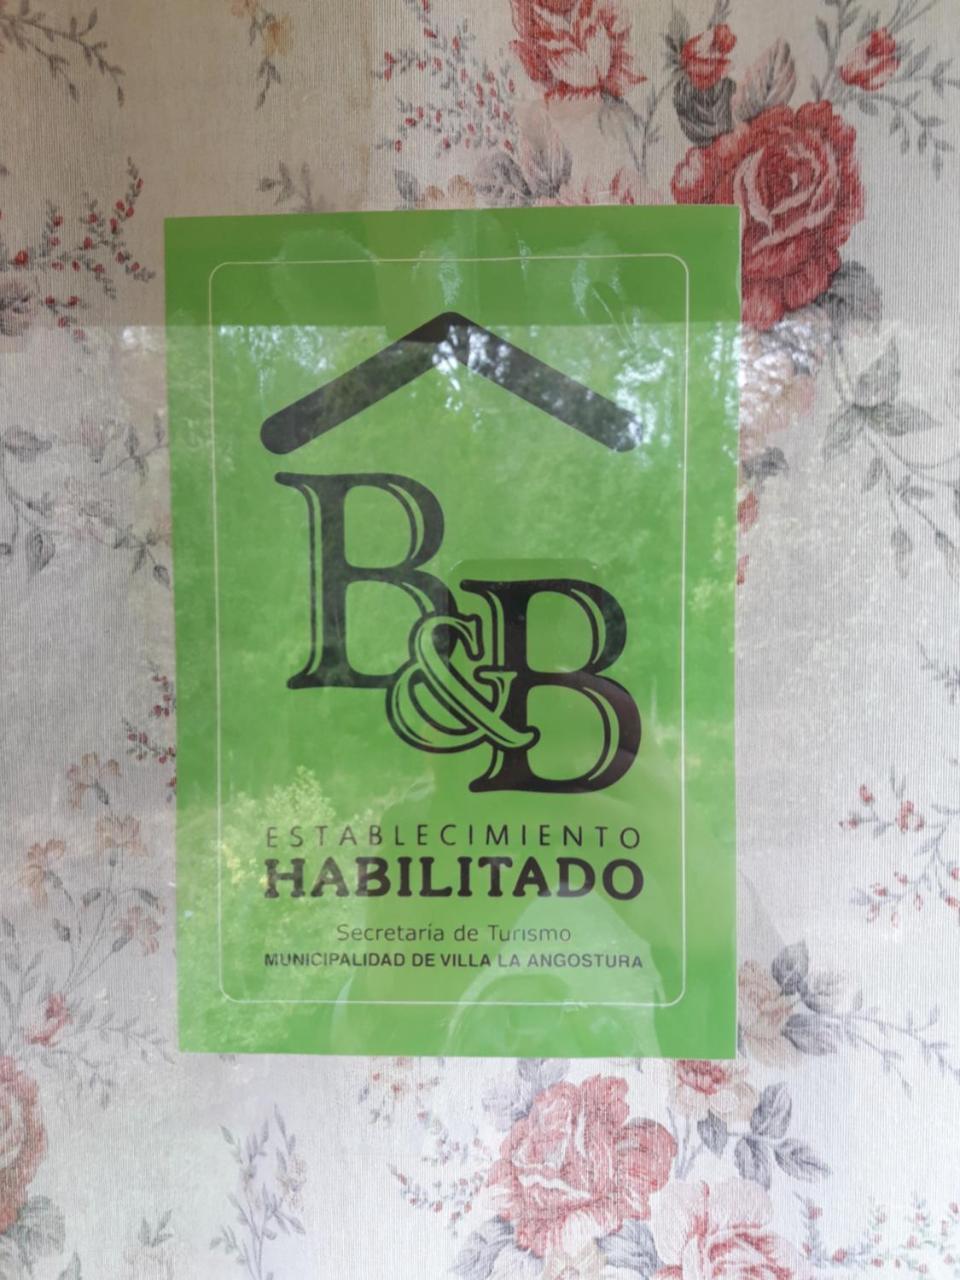 B&B
ESTABLECIMIENTO
HABILITADO
Secretaría de Turismo
MUNICIPALIDAD DE VILLA LA ANGOSTURA